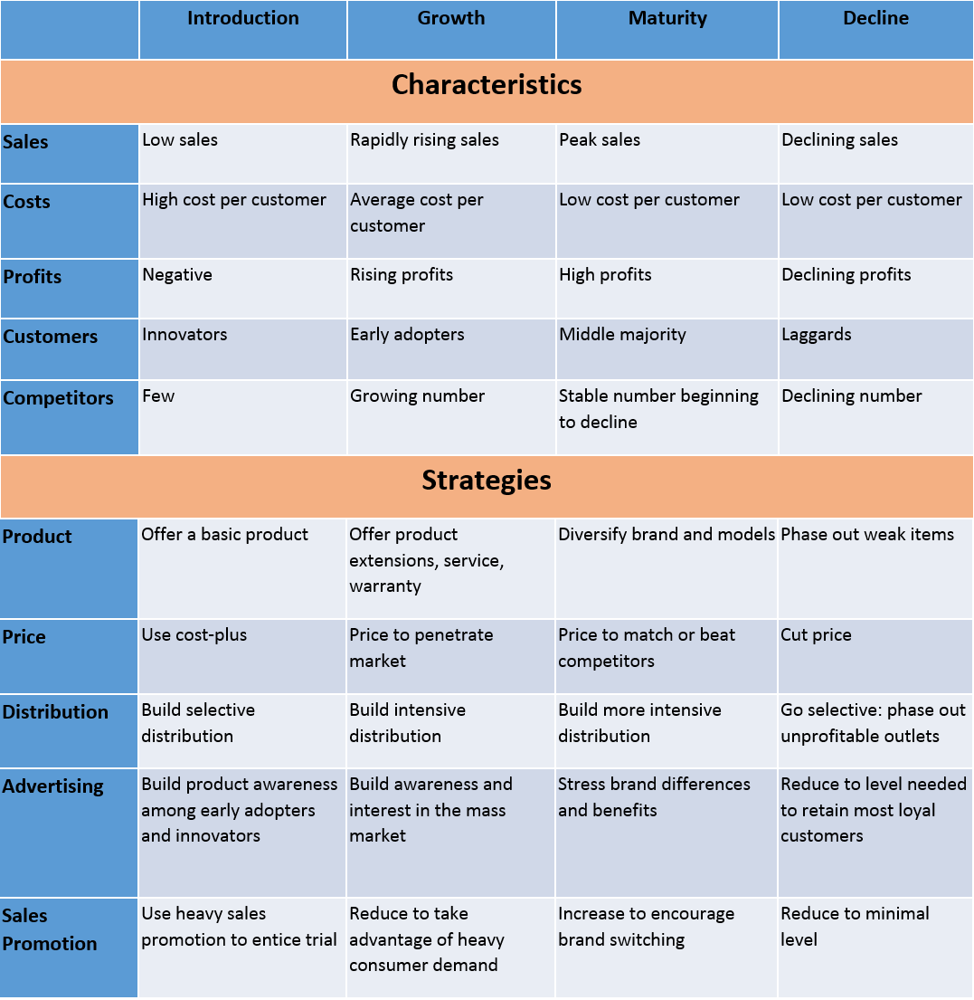 Introduction Growth Maturity Decline
Characteristics
Sales Low sales Rapidly rising sales Peak sales Declining sales
Costs High cost per customer Average cost per Low cost per customer Low cost per customer
customer
Profits Negative Rising profits High profits Declining profits
Customers Innovators Early adopters Middle majority Laggards
Competitors Few Growing number Stable number beginning Declining number
to decline
Strategies
Product Offer a basic product Offer product Diversify brand and models Phase out weak items
extensions, service,
warranty
Price Use cost-plus Price to penetrate Price to match or beat Cut price
market competitors
Distribution Build selective Build intensive Build more intensive Go selective: phase out
distribution distribution distribution unprofitable outlets
Advertising Build product awareness Build awareness and Stress brand differences Reduce to level needed
among early adopters interest in the mass and benefits to retain most loyal
and innovators market customers
Sales Use heavy sales Reduce to take Increase to encourage Reduce to minimal
Promotion promotion to entice trial advantage of heavy brand switching level
consumer demand